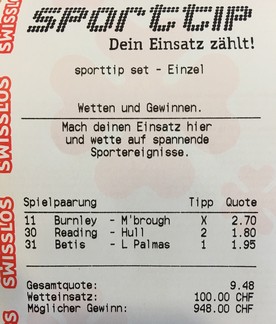 sporttip
Dein Einsatz zählt!
sporttip set - Einzel
Wetten und Gewinnen.
Mach deinen Einsatz hier
und wette auf spannende
Sportereignisse.
Spielpaarung Tipp Quote
11 Burnley - M'brough X 2.70
30 Reading - Hull 2 1.80
31 Betis - L Palmas 1 1.95
Gesamtquote: 9.48
Wetteinsatz: 100.00 CHF
Möglicher Gewinn: 948.00 CHF
SWISSLOS
SWISSLOS
SWISSLOS
SWISSLOS